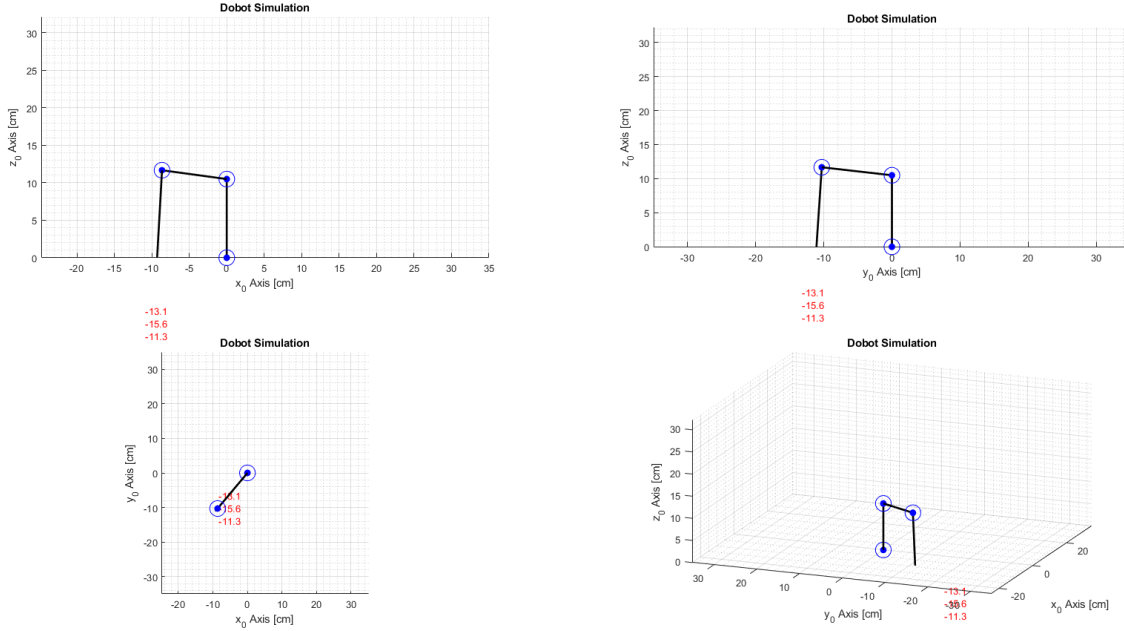 Dobot Simulation
z0 Axis [cm]
30
25
20
15
10
5
0
-20 -15 -10 -5 0 5 10 15 20 25 30 35
x0 Axis [cm]
-13.1
-15.6
-11.3
Dobot Simulation
z0 Axis [cm]
30
25
20
15
10
5
0
-30 -20 -10 0 10 20 30
y0 Axis [cm]
-13.1
-15.6
-11.3
Dobot Simulation
y0 Axis [cm]
30
20
10
0
-10
-20
-30
-13.1
-15.6
-11.3
-20 -10 0 10 20 30
x0 Axis [cm]
Dobot Simulation
z0 Axis [cm]
30
25
20
15
10
5
0
30 20 10 0 -10 -20 -30
y0 Axis [cm]
20
0
-20
x0 Axis [cm]
-13.1
-15.6
-11.3